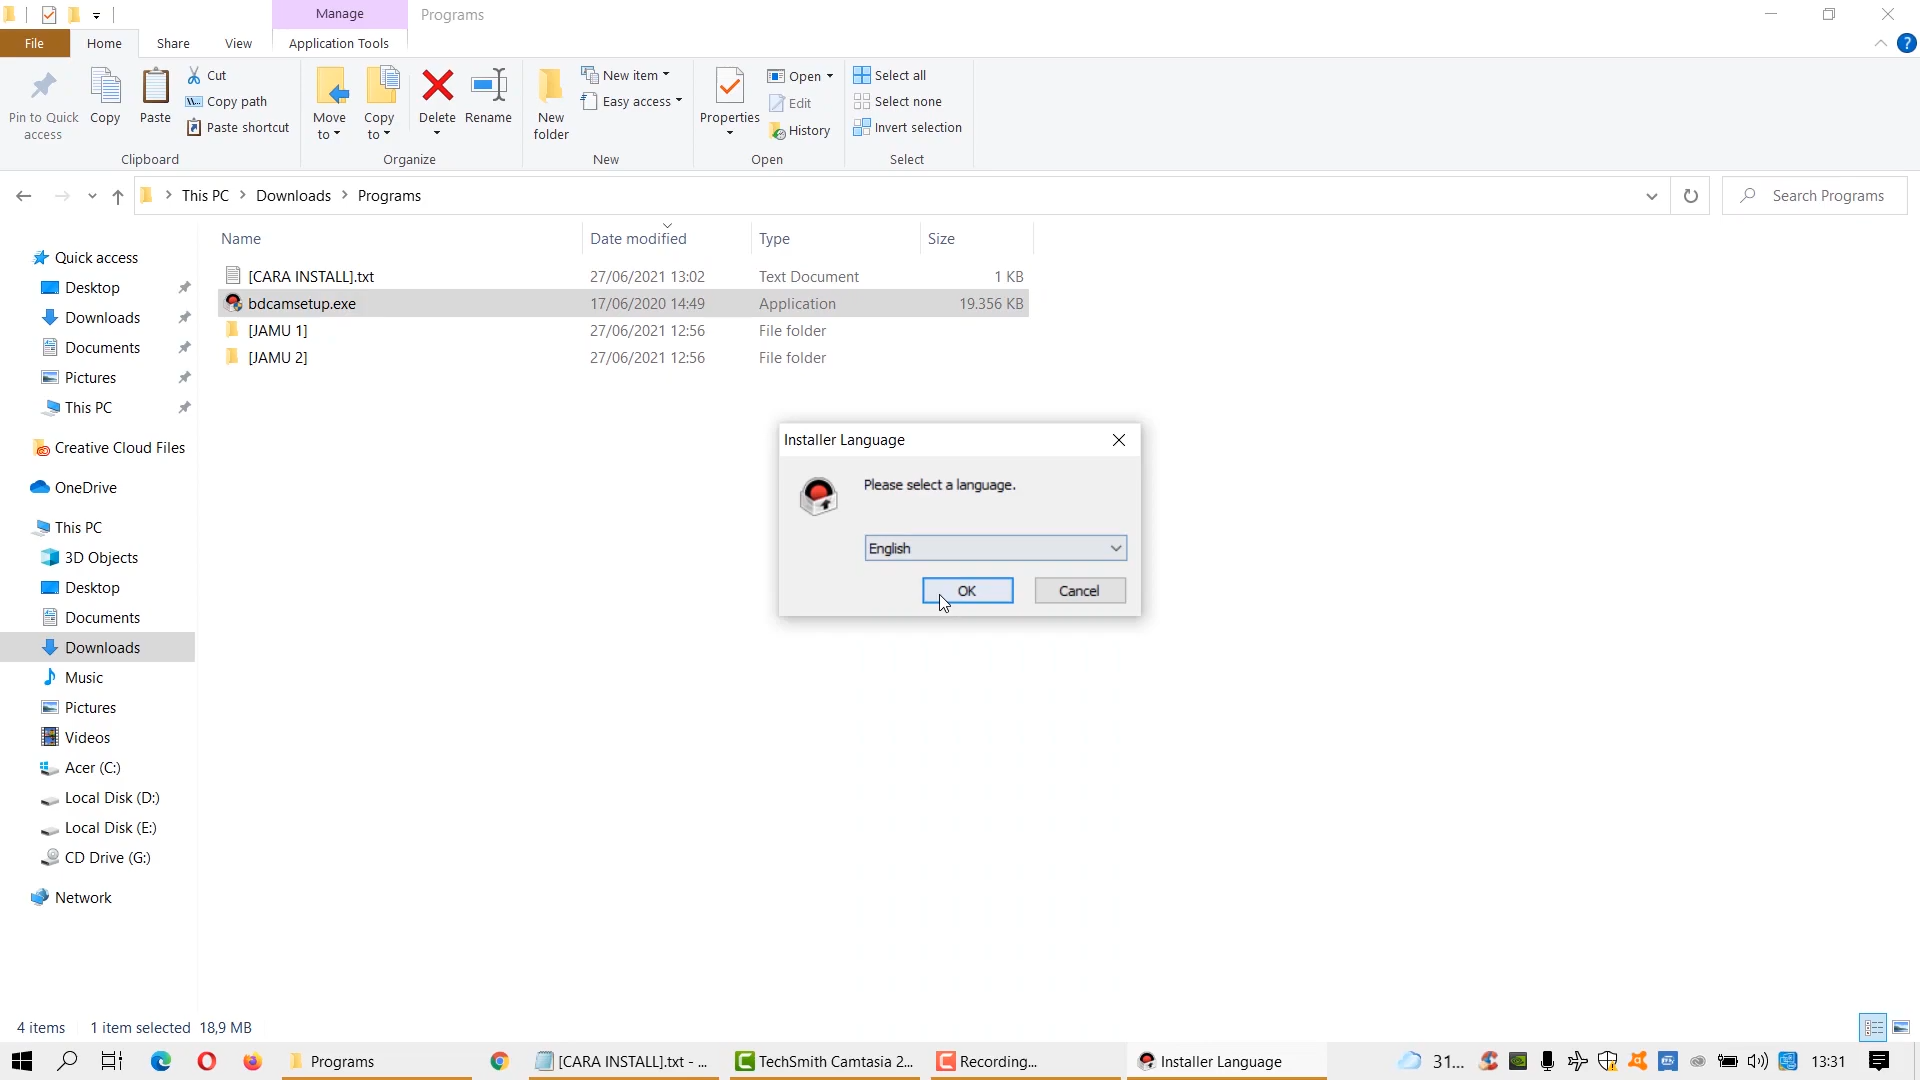 Manage
Programs
File
Home
Share
View
Application Tools
Pin to Quick access
Copy
Paste
Cut
Copy path
Paste shortcut
Clipboard
Move to
Copy to
Delete
Rename
Organize
New folder
New item
Easy access
New
Properties
Open
Edit
History
Open
Select all
Select none
Invert selection
Select
This PC > Downloads > Programs
Search Programs
Name Date modified Type Size
[CARA INSTALL].txt 27/06/2021 13:02 Text Document 1 KB
bdcamsetup.exe 17/06/2020 14:49 Application 19.356 KB
[JAMU 1] 27/06/2021 12:56 File folder
[JAMU 2] 27/06/2021 12:56 File folder
Quick access
Desktop
Downloads
Documents
Pictures
This PC
Creative Cloud Files
OneDrive
This PC
3D Objects
Desktop
Documents
Downloads
Music
Pictures
Videos
Acer (C:)
Local Disk (D:)
Local Disk (E:)
CD Drive (G:)
Network
Installer Language
Please select a language.
English
OK
Cancel
4 items 1 item selected 18,9 MB
Programs
[CARA INSTALL].txt - ...
TechSmith Camtasia 2...
Recording...
Installer Language
31...
13:31